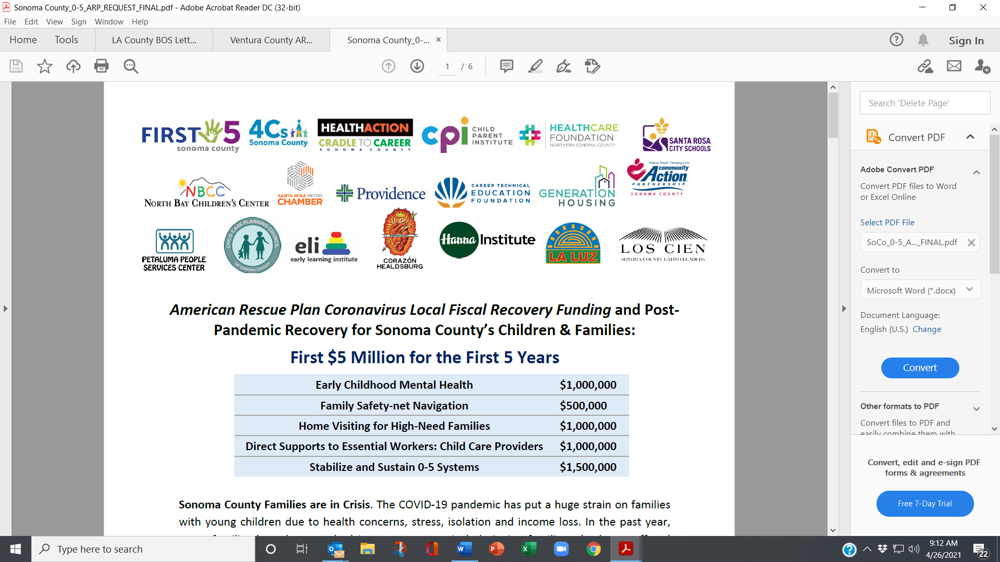 Sonoma County_0-5_ARP_REQUEST_FINAL.pdf - Adobe Acrobat Reader DC (32-bit)
File Edit View Sign Window Help
Home Tools LA County BOS Lett... Ventura County AR... Sonoma County_0-... × Sign In
1 / 6
Search 'Delete Page'
Convert PDF
Adobe Convert PDF
Convert PDF files to Word
or Excel Online
Select PDF File
SoCo_0-5_A..._FINAL.pdf
Convert to
Microsoft Word (*.docx)
Document Language:
English (U.S.) Change
Convert
Other formats to PDF
Convert files to PDF and
easily combine them with
Convert, edit and e-sign PDF
forms & agreements
Free 7-Day Trial
FIRST 5
sonoma county
4Cs
Sonoma County
HEALTHACTION
CRADLE TO CAREER
SONOMA COUNTY
cpi CHILD
PARENT
INSTITUTE
HEALTHCARE
FOUNDATION
NORTHERN SONOMA COUNTY
SANTA ROSA
CITY SCHOOLS
NBCC
NORTH BAY CHILDREN'S CENTER
SANTA ROSA METRO
CHAMBER
Providence
CAREER TECHNICAL
EDUCATION
FOUNDATION
GENERATION
HOUSING
Helping People. Changing Lives.
community
Action
PARTNERSHIP
SONOMA COUNTY
PETALUMA PEOPLE
SERVICES CENTER
CHILD CARE PLANNING COUNCIL
OF SONOMA COUNTY
eli
early learning institute
COMUNIDAD
CORAZÓN
HEALDSBURG
Hanna Institute
LA LUZ
LOS CIEN
SONOMA COUNTY LATINO LEADERS
American Rescue Plan Coronavirus Local Fiscal Recovery Funding and Post-
Pandemic Recovery for Sonoma County's Children & Families:
First $5 Million for the First 5 Years
Early Childhood Mental Health $1,000,000
Family Safety-net Navigation $500,000
Home Visiting for High-Need Families $1,000,000
Direct Supports to Essential Workers: Child Care Providers $1,000,000
Stabilize and Sustain 0-5 Systems $1,500,000
Sonoma County Families are in Crisis. The COVID-19 pandemic has put a huge strain on families
with young children due to health concerns, stress, isolation and income loss. In the past year,
Type here to search
9:12 AM
4/26/2021
22